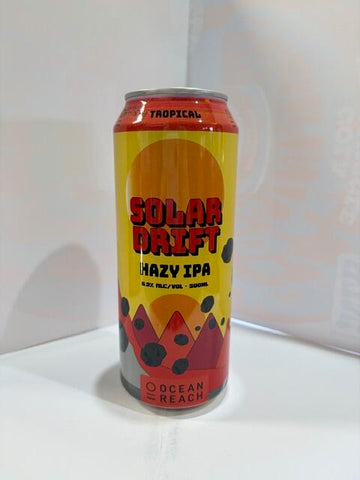 TROPICAL
SOLAR
DRIFT
HAZY IPA
6.2% ALC/VOL · 500ML
OCEAN
REACH